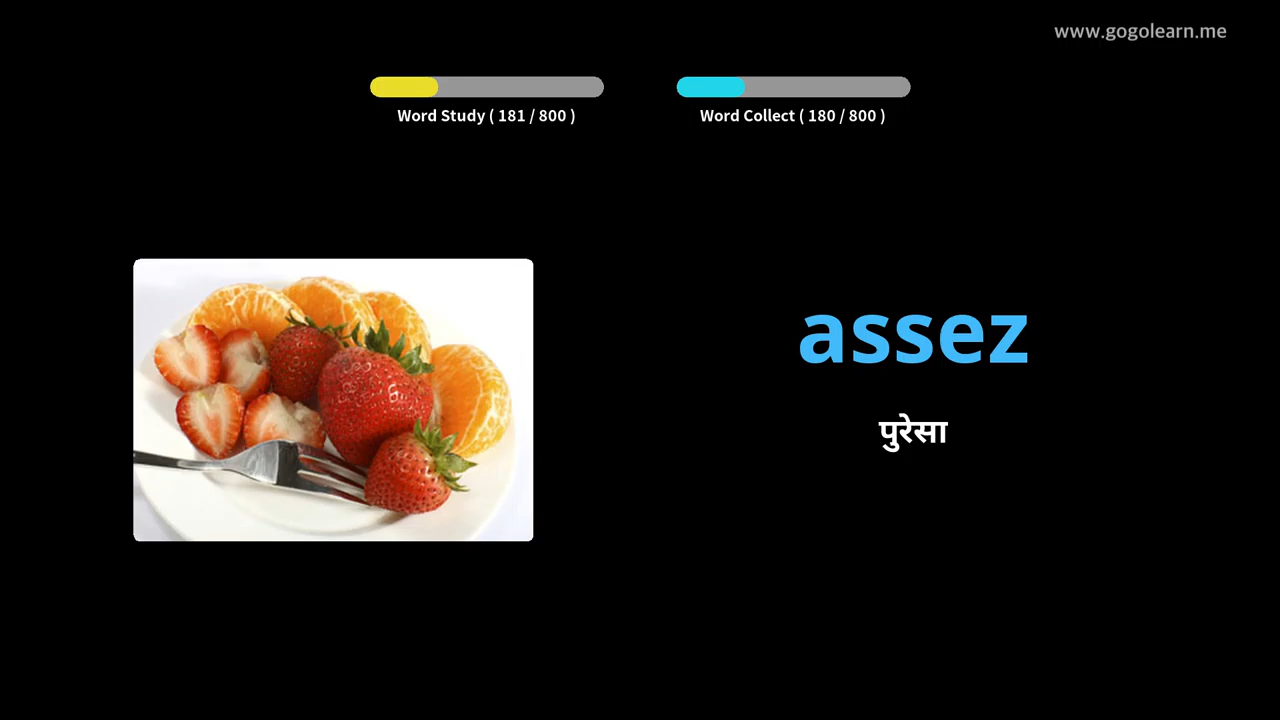 www.gogolearn.me
Word Study ( 181 / 800 )
Word Collect ( 180 / 800 )
assez
पुरेसा